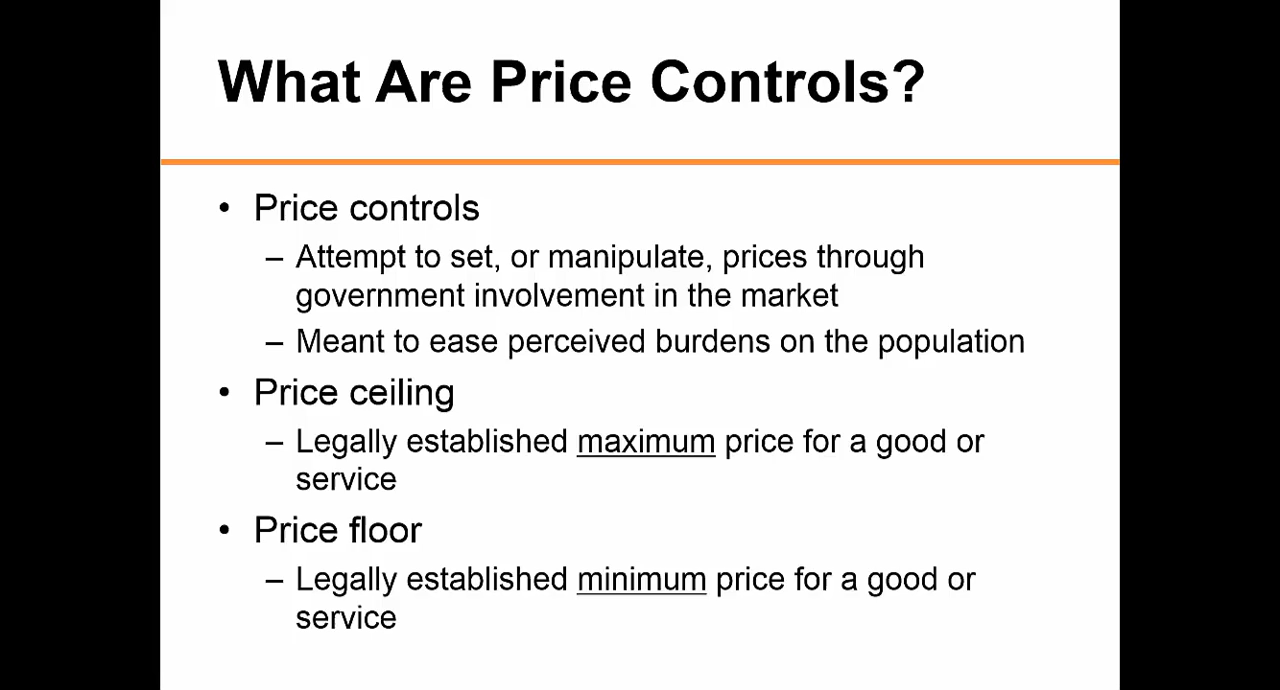 What Are Price Controls?
• Price controls
– Attempt to set, or manipulate, prices through
government involvement in the market
– Meant to ease perceived burdens on the population
• Price ceiling
– Legally established maximum price for a good or
service
• Price floor
– Legally established minimum price for a good or
service